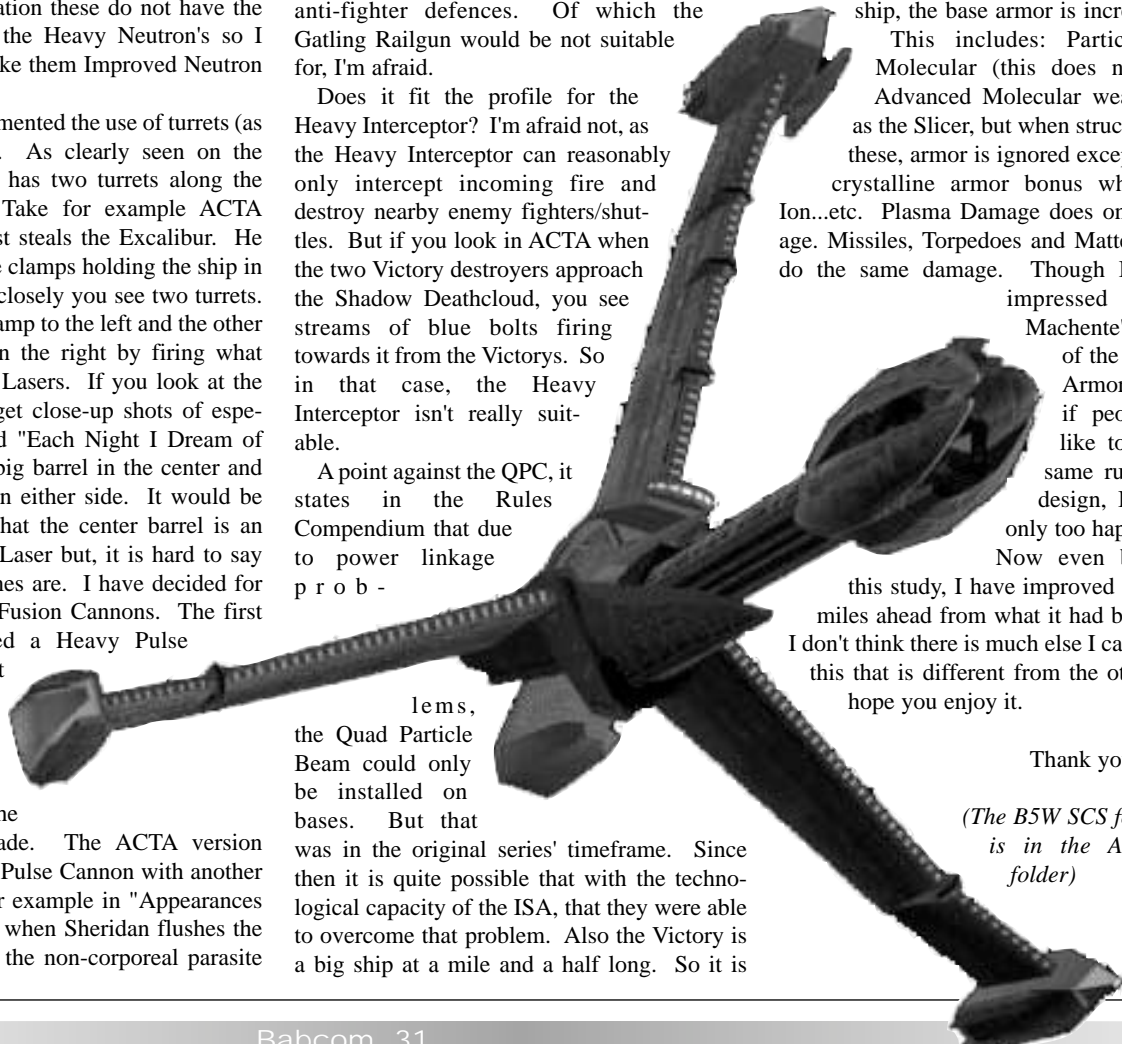 ation these do not have the
the Heavy Neutron's so I
ke them Improved Neutron
mented the use of turrets (as
As clearly seen on the
has two turrets along the
Take for example ACTA
st steals the Excalibur. He
e clamps holding the ship in
closely you see two turrets.
amp to the left and the other
n the right by firing what
Lasers. If you look at the
get close-up shots of espe-
d "Each Night I Dream of
big barrel in the center and
n either side. It would be
hat the center barrel is an
Laser but, it is hard to say
nes are. I have decided for
Fusion Cannons. The first
ed a Heavy Pulse
t
ne
ade. The ACTA version
Pulse Cannon with another
r example in "Appearances
when Sheridan flushes the
the non-corporeal parasite
anti-fighter defences. Of which the
Gatling Railgun would be not suitable
for, I'm afraid.
Does it fit the profile for the
Heavy Interceptor? I'm afraid not, as
the Heavy Interceptor can reasonably
only intercept incoming fire and
destroy nearby enemy fighters/shut-
tles. But if you look in ACTA when
the two Victory destroyers approach
the Shadow Deathcloud, you see
streams of blue bolts firing
towards it from the Victorys. So
in that case, the Heavy
Interceptor isn't really suit-
able.
A point against the QPC, it
states in the Rules
Compendium that due
to power linkage
prob-
lems,
the Quad Particle
Beam could only
be installed on
bases. But that
was in the original series' timeframe. Since
then it is quite possible that with the techno-
logical capacity of the ISA, that they were able
to overcome that problem. Also the Victory is
a big ship at a mile and a half long. So it is
ship, the base armor is incre
This includes: Partic
Molecular (this does n
Advanced Molecular wea
as the Slicer, but when struc
these, armor is ignored excep
crystalline armor bonus wh
Ion...etc. Plasma Damage does on
age. Missiles, Torpedoes and Matte
do the same damage. Though I
impressed
Machente'
of the
Armor
if peo
like to
same ru
design, I
only too hap
Now even b
this study, I have improved
miles ahead from what it had b
I don't think there is much else I ca
this that is different from the ot
hope you enjoy it.
Thank yo
(The B5W SCS f
is in the A
folder)
Babcom 31